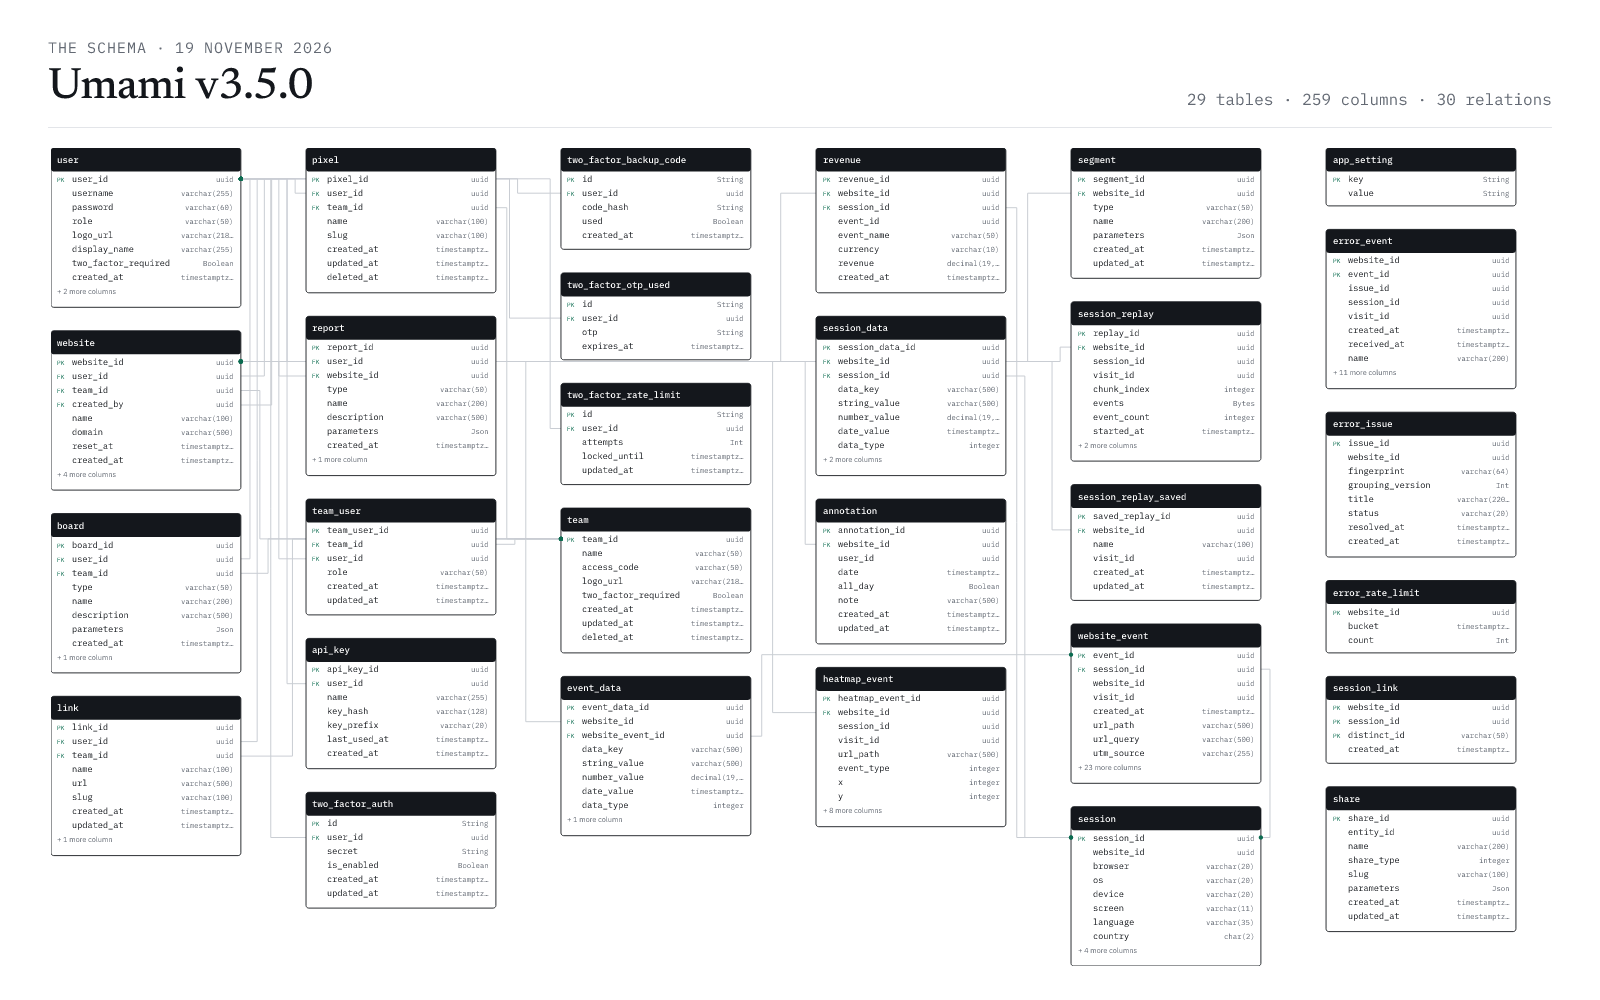 THE SCHEMA · 19 NOVEMBER 2026
Umami v3.5.0
29 tables · 259 columns · 30 relations
user
PK user_id uuid
username varchar(255)
password varchar(60)
role varchar(50)
logo_url varchar(218…
display_name varchar(255)
two_factor_required Boolean
created_at timestamptz…
+ 2 more columns
website
PK website_id uuid
FK user_id uuid
FK team_id uuid
FK created_by uuid
name varchar(100)
domain varchar(500)
reset_at timestamptz…
created_at timestamptz…
+ 4 more columns
board
PK board_id uuid
FK user_id uuid
FK team_id uuid
type varchar(50)
name varchar(200)
description varchar(500)
parameters Json
created_at timestamptz…
+ 1 more column
link
PK link_id uuid
FK user_id uuid
FK team_id uuid
name varchar(100)
url varchar(500)
slug varchar(100)
created_at timestamptz…
updated_at timestamptz…
+ 1 more column
pixel
PK pixel_id uuid
FK user_id uuid
FK team_id uuid
name varchar(100)
slug varchar(100)
created_at timestamptz…
updated_at timestamptz…
deleted_at timestamptz…
report
PK report_id uuid
FK user_id uuid
FK website_id uuid
type varchar(50)
name varchar(200)
description varchar(500)
parameters Json
created_at timestamptz…
+ 1 more column
team_user
PK team_user_id uuid
FK team_id uuid
FK user_id uuid
role varchar(50)
created_at timestamptz…
updated_at timestamptz…
api_key
PK api_key_id uuid
FK user_id uuid
name varchar(255)
key_hash varchar(128)
key_prefix varchar(20)
last_used_at timestamptz…
created_at timestamptz…
two_factor_auth
PK id String
FK user_id uuid
secret String
is_enabled Boolean
created_at timestamptz…
updated_at timestamptz…
two_factor_backup_code
PK id String
FK user_id uuid
code_hash String
used Boolean
created_at timestamptz…
two_factor_otp_used
PK id String
FK user_id uuid
otp String
expires_at timestamptz…
two_factor_rate_limit
PK id String
FK user_id uuid
attempts Int
locked_until timestamptz…
updated_at timestamptz…
team
PK team_id uuid
name varchar(50)
access_code varchar(50)
logo_url varchar(218…
two_factor_required Boolean
created_at timestamptz…
updated_at timestamptz…
deleted_at timestamptz…
event_data
PK event_data_id uuid
FK website_id uuid
FK website_event_id uuid
data_key varchar(500)
string_value varchar(500)
number_value decimal(19,…
date_value timestamptz…
data_type integer
+ 1 more column
revenue
PK revenue_id uuid
FK website_id uuid
FK session_id uuid
event_id uuid
event_name varchar(50)
currency varchar(10)
revenue decimal(19,…
created_at timestamptz…
session_data
PK session_data_id uuid
FK website_id uuid
FK session_id uuid
data_key varchar(500)
string_value varchar(500)
number_value decimal(19,…
date_value timestamptz…
data_type integer
+ 2 more columns
annotation
PK annotation_id uuid
FK website_id uuid
user_id uuid
date timestamptz…
all_day Boolean
note varchar(500)
created_at timestamptz…
updated_at timestamptz…
heatmap_event
PK heatmap_event_id uuid
FK website_id uuid
session_id uuid
visit_id uuid
url_path varchar(500)
event_type integer
x integer
y integer
+ 8 more columns
segment
PK segment_id uuid
FK website_id uuid
type varchar(50)
name varchar(200)
parameters Json
created_at timestamptz…
updated_at timestamptz…
session_replay
PK replay_id uuid
FK website_id uuid
session_id uuid
visit_id uuid
chunk_index integer
events Bytes
event_count integer
started_at timestamptz…
+ 2 more columns
session_replay_saved
PK saved_replay_id uuid
FK website_id uuid
name varchar(100)
visit_id uuid
created_at timestamptz…
updated_at timestamptz…
website_event
PK event_id uuid
FK session_id uuid
website_id uuid
visit_id uuid
created_at timestamptz…
url_path varchar(500)
url_query varchar(500)
utm_source varchar(255)
+ 23 more columns
session
PK session_id uuid
website_id uuid
browser varchar(20)
os varchar(20)
device varchar(20)
screen varchar(11)
language varchar(35)
country char(2)
+ 4 more columns
app_setting
PK key String
value String
error_event
PK website_id uuid
PK event_id uuid
issue_id uuid
session_id uuid
visit_id uuid
created_at timestamptz…
received_at timestamptz…
name varchar(200)
+ 11 more columns
error_issue
PK issue_id uuid
website_id uuid
fingerprint varchar(64)
grouping_version Int
title varchar(220…
status varchar(20)
resolved_at timestamptz…
created_at timestamptz…
error_rate_limit
PK website_id uuid
bucket timestamptz…
count Int
session_link
PK website_id uuid
PK session_id uuid
PK distinct_id varchar(50)
created_at timestamptz…
share
PK share_id uuid
entity_id uuid
name varchar(200)
share_type integer
slug varchar(100)
parameters Json
created_at timestamptz…
updated_at timestamptz…